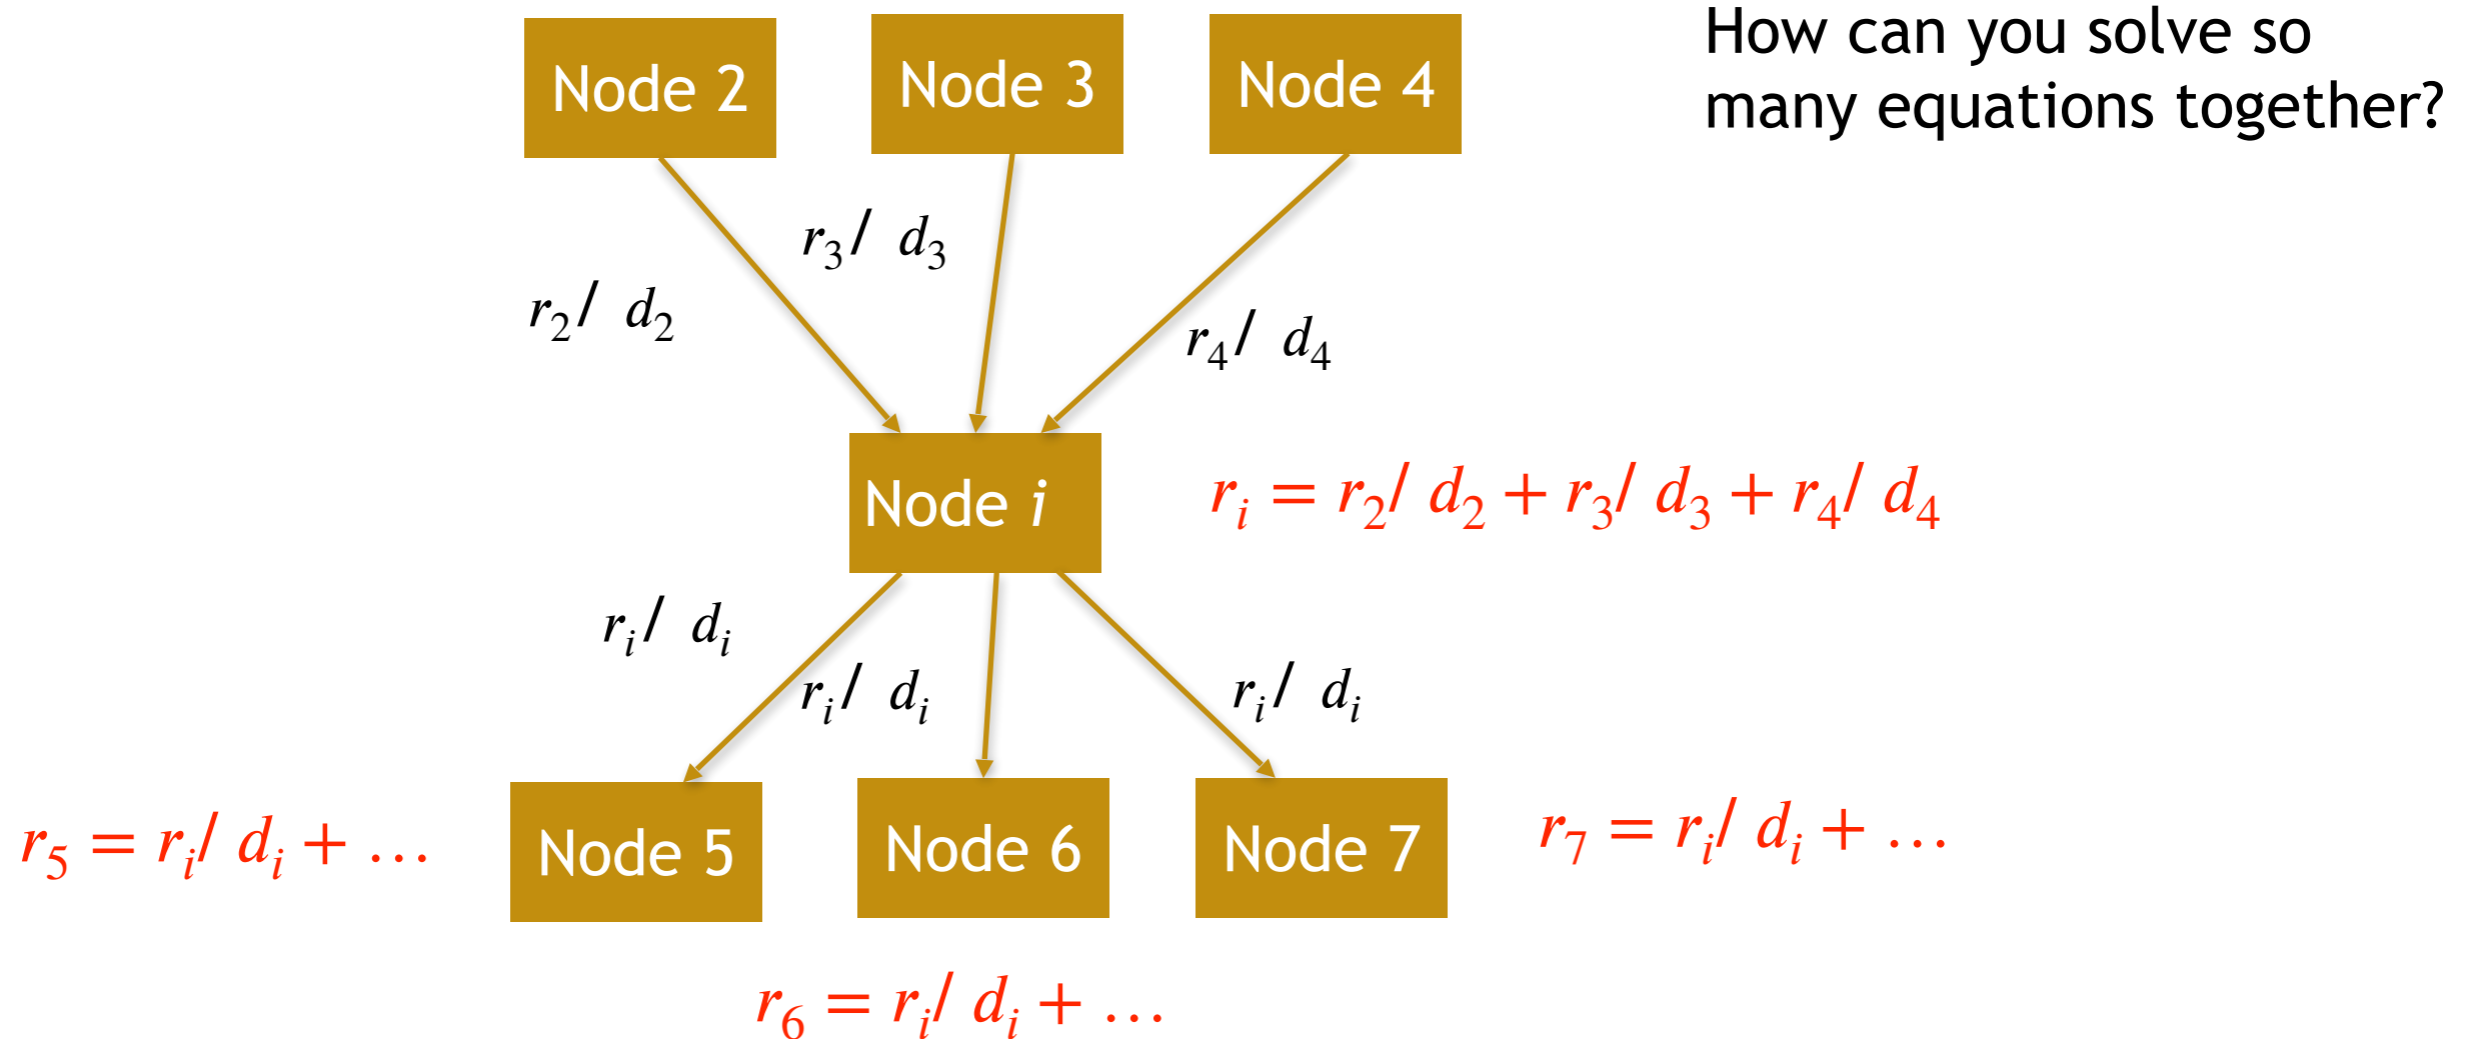 Node 2
Node 3
Node 4
How can you solve so
many equations together?
r₃/ d₃
r₂/ d₂
r₄/ d₄
Node i
rᵢ = r₂/ d₂ + r₃/ d₃ + r₄/ d₄
rᵢ/ dᵢ
rᵢ/ dᵢ
rᵢ/ dᵢ
r₅ = rᵢ/ dᵢ + …
Node 5
Node 6
Node 7
r₇ = rᵢ/ dᵢ + …
r₆ = rᵢ/ dᵢ + …